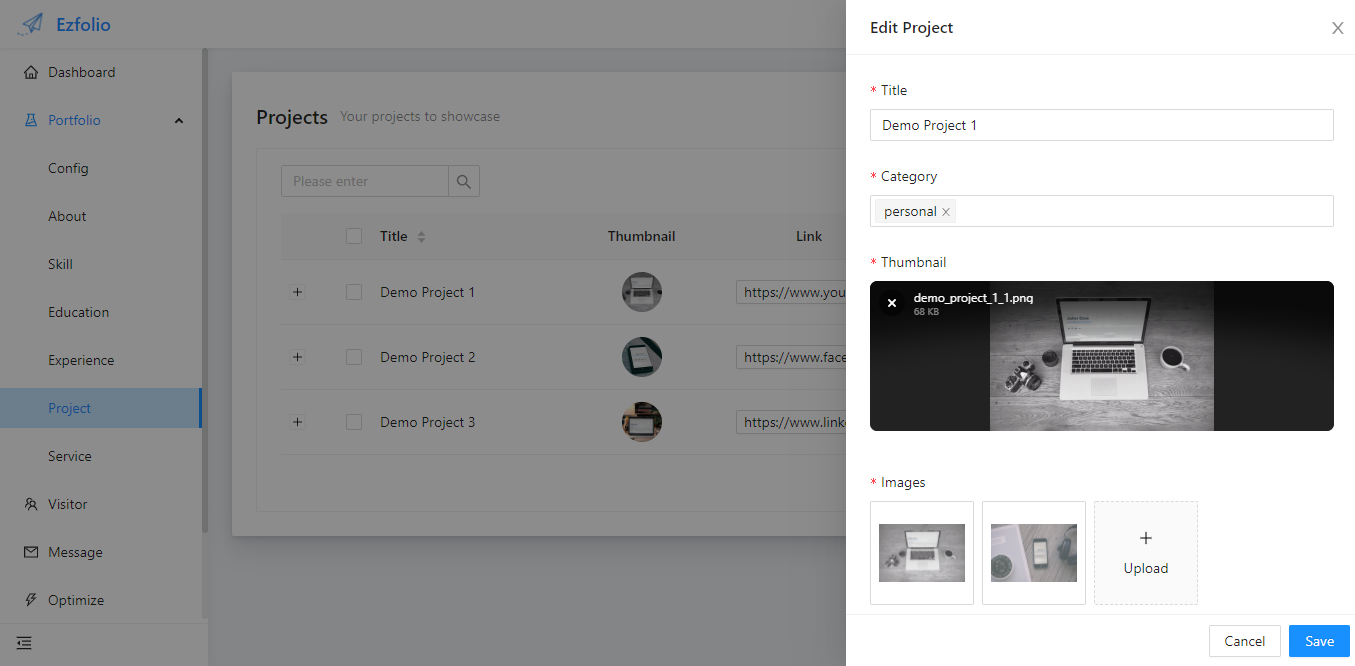 Ezfolio
Dashboard
Portfolio
Config
About
Skill
Education
Experience
Project
Service
Visitor
Message
Optimize
Projects Your projects to showcase
Please enter
Title Thumbnail Link
Demo Project 1 https://www.you
Demo Project 2 https://www.face
Demo Project 3 https://www.link
Edit Project
* Title
Demo Project 1
* Category
personal
* Thumbnail
demo_project_1_1.png
68 KB
* Images
Upload
Cancel Save